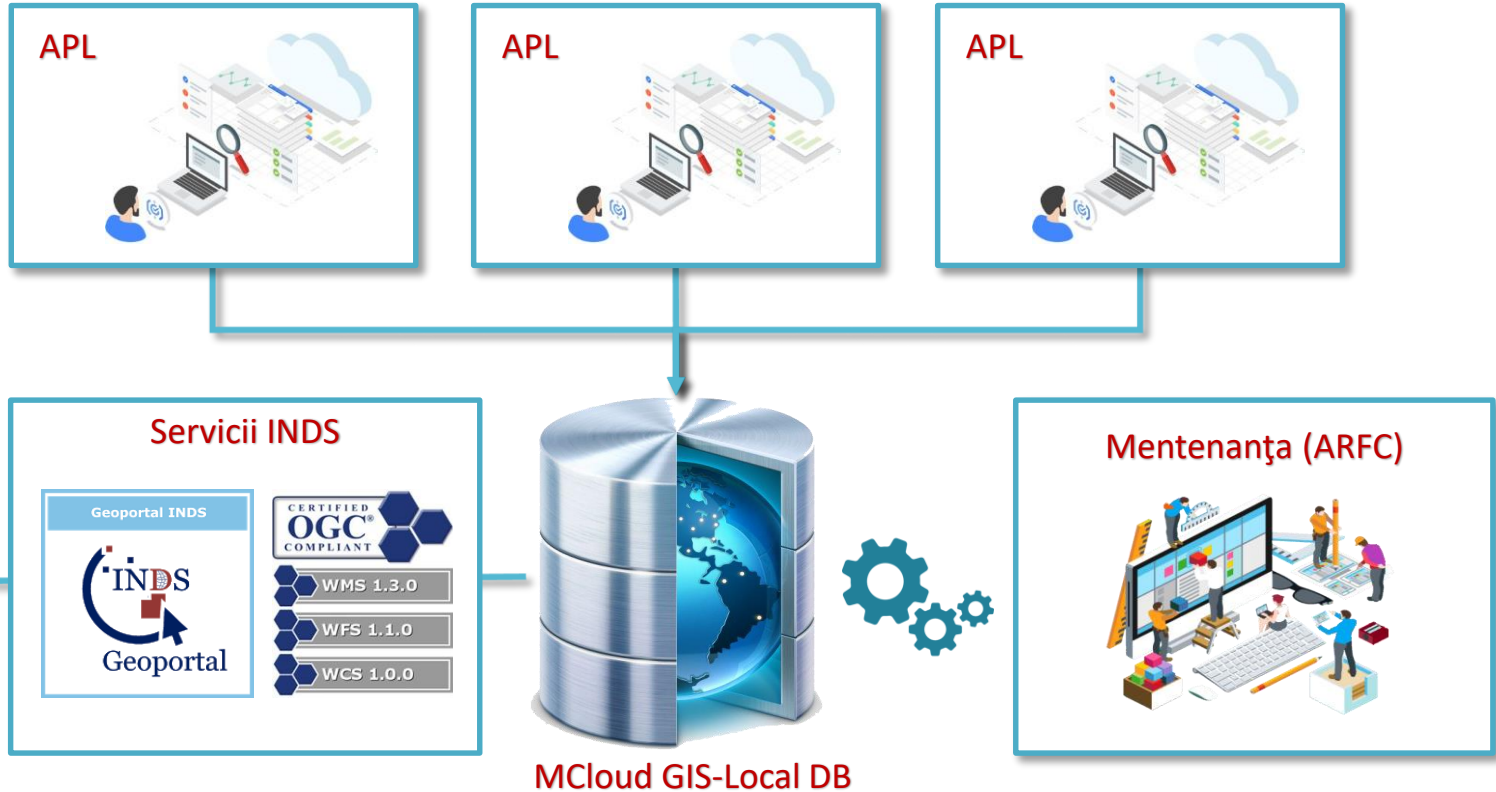 APL
APL
APL
Servicii INDS
Geoportal INDS
INDS
Geoportal
CERTIFIED
OGC®
COMPLIANT
WMS 1.3.0
WFS 1.1.0
WCS 1.0.0
MCloud GIS-Local DB
Mentenanţa (ARFC)